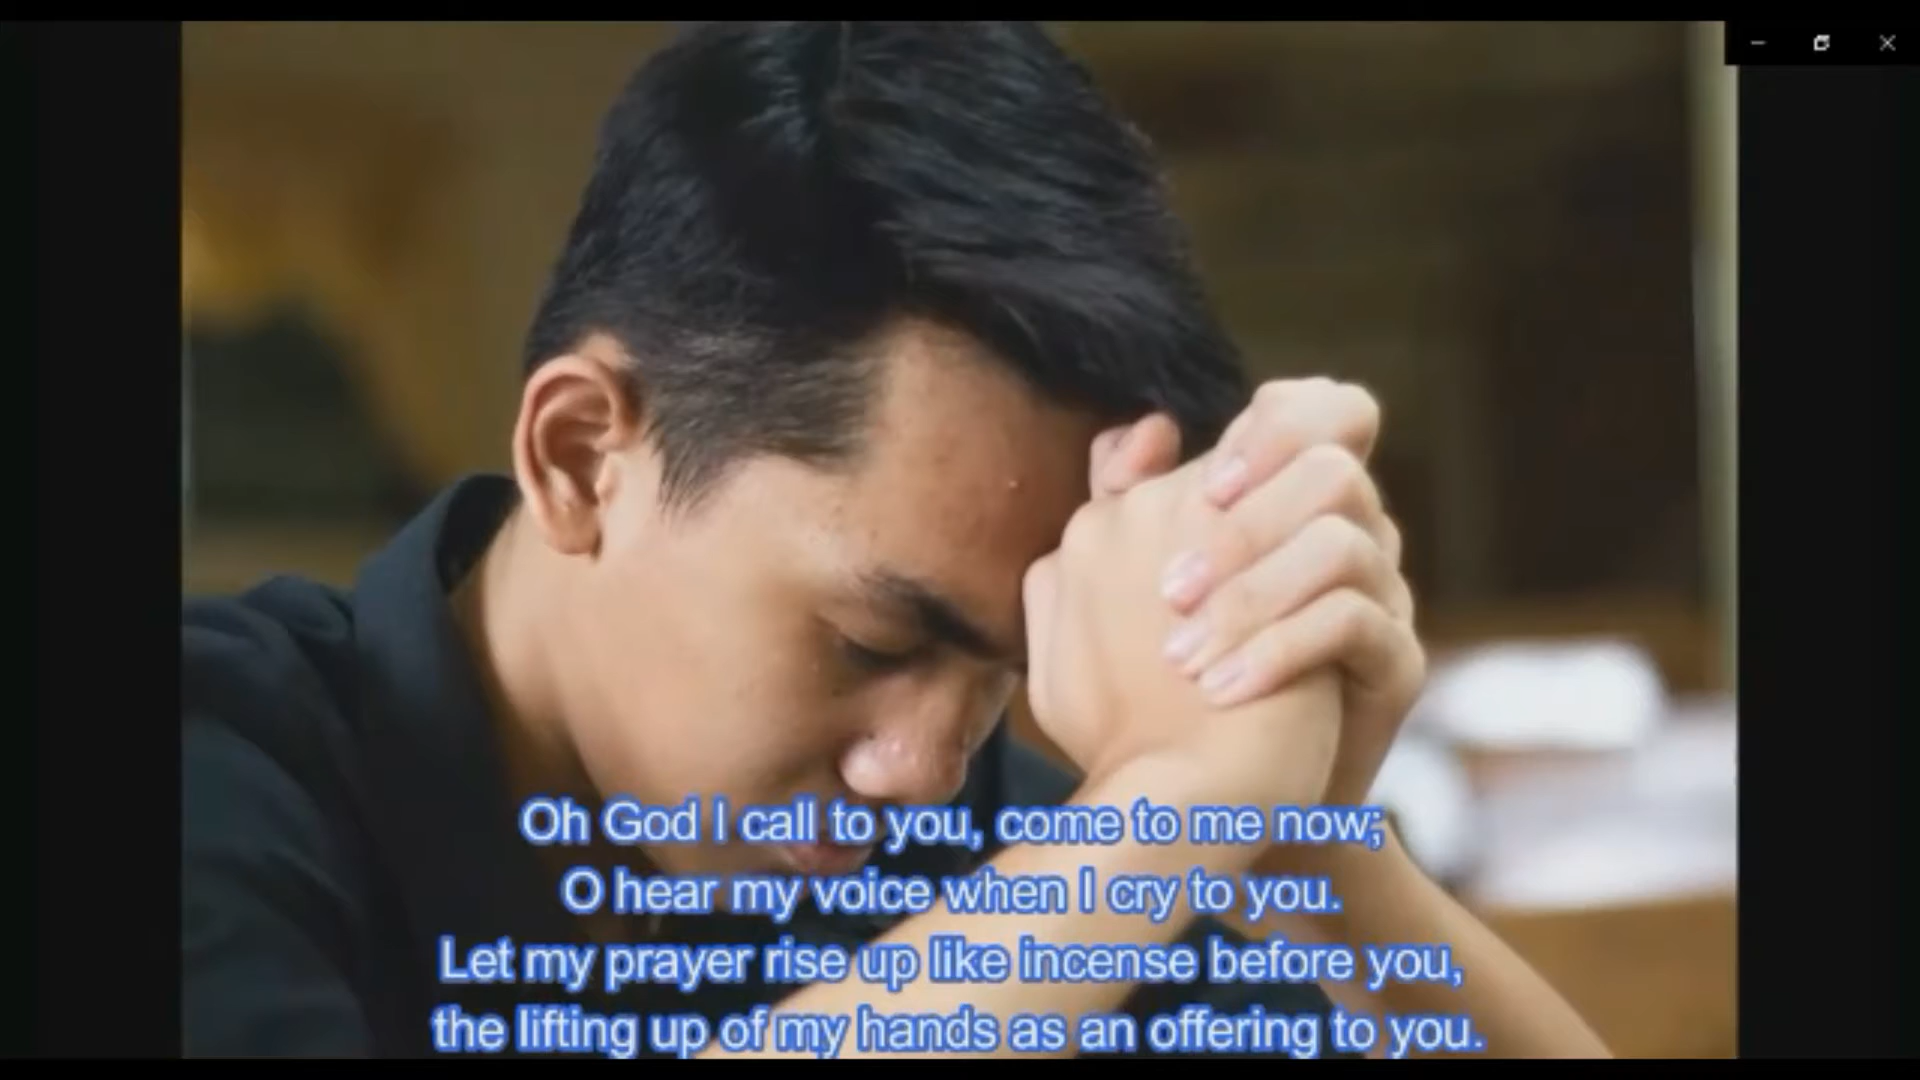 Oh God I call to you, come to me now;
O hear my voice when I cry to you.
Let my prayer rise up like incense before you,
the lifting up of my hands as an offering to you.